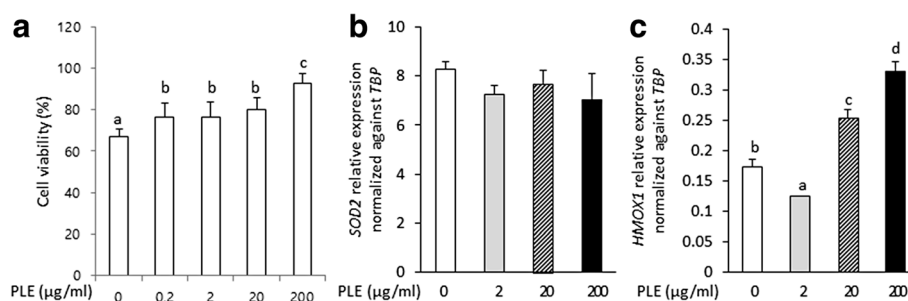 a
120
100
80
60
40
20
0
Cell viability (%)
a
b
b
b
c
PLE (µg/ml)
0 0.2 2 20 200
b
10
8
6
4
2
0
SOD2 relative expression
normalized against TBP
PLE (µg/ml)
0 2 20 200
c
0.4
0.35
0.3
0.25
0.2
0.15
0.1
0.05
0
HMOX1 relative expression
normalized against TBP
b
a
c
d
PLE (µg/ml)
0 2 20 200